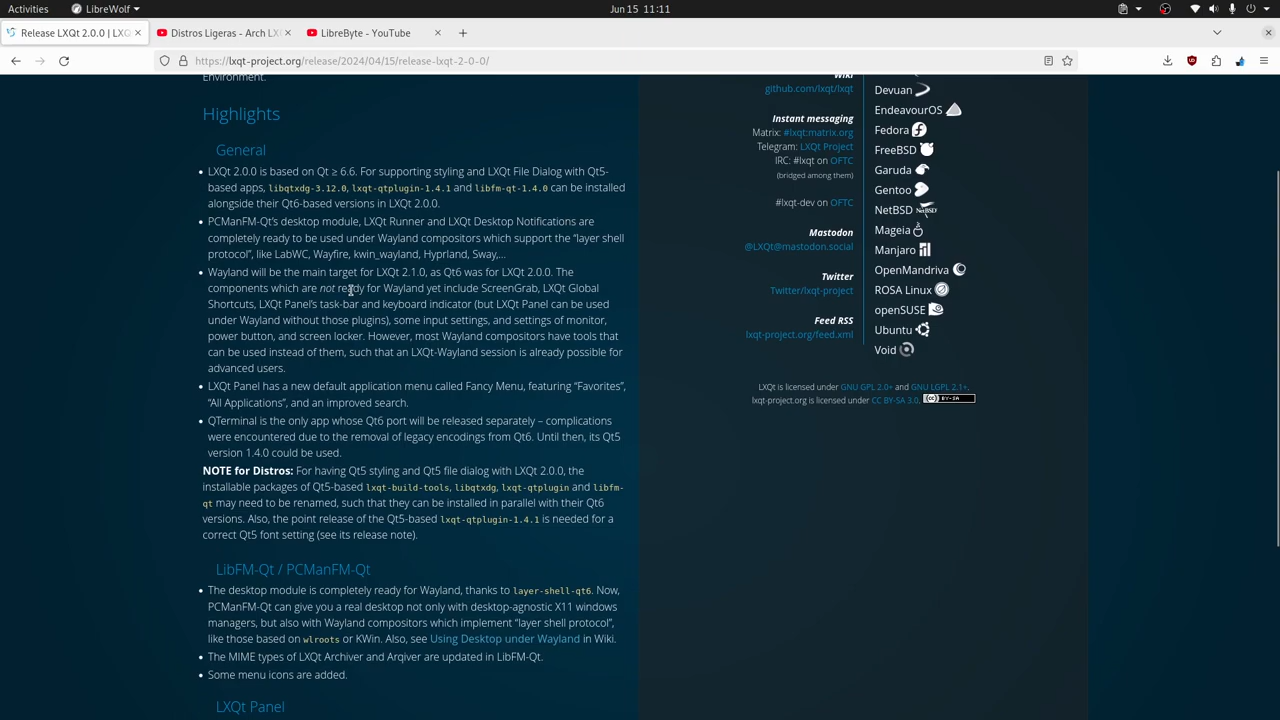 Activities
LibreWolf
Jun 15 11:11
Release LXQt 2.0.0 | LXQ
Distros Ligeras - Arch LX
LibreByte - YouTube
https://lxqt-project.org/release/2024/04/15/release-lxqt-2-0-0/
Environment.
Highlights
General
• LXQt 2.0.0 is based on Qt ≥ 6.6. For supporting styling and LXQt File Dialog with Qt5-
based apps, libqtxdg-3.12.0, lxqt-qtplugin-1.4.1 and libfm-qt-1.4.0 can be installed
alongside their Qt6-based versions in LXQt 2.0.0.
• PCManFM-Qt's desktop module, LXQt Runner and LXQt Desktop Notifications are
completely ready to be used under Wayland compositors which support the “layer shell
protocol”, like LabWC, Wayfire, kwin_wayland, Hyprland, Sway,...
• Wayland will be the main target for LXQt 2.1.0, as Qt6 was for LXQt 2.0.0. The
components which are not ready for Wayland yet include ScreenGrab, LXQt Global
Shortcuts, LXQt Panel's task-bar and keyboard indicator (but LXQt Panel can be used
under Wayland without those plugins), some input settings, and settings of monitor,
power button, and screen locker. However, most Wayland compositors have tools that
can be used instead of them, such that an LXQt-Wayland session is already possible for
advanced users.
• LXQt Panel has a new default application menu called Fancy Menu, featuring “Favorites”,
“All Applications”, and an improved search.
• QTerminal is the only app whose Qt6 port will be released separately – complications
were encountered due to the removal of legacy encodings from Qt6. Until then, its Qt5
version 1.4.0 could be used.
NOTE for Distros: For having Qt5 styling and Qt5 file dialog with LXQt 2.0.0, the
installable packages of Qt5-based lxqt-build-tools, libqtxdg, lxqt-qtplugin and libfm-
qt may need to be renamed, such that they can be installed in parallel with their Qt6
versions. Also, the point release of the Qt5-based lxqt-qtplugin-1.4.1 is needed for a
correct Qt5 font setting (see its release note).
LibFM-Qt / PCManFM-Qt
• The desktop module is completely ready for Wayland, thanks to layer-shell-qt6. Now,
PCManFM-Qt can give you a real desktop not only with desktop-agnostic X11 windows
managers, but also with Wayland compositors which implement “layer shell protocol”,
like those based on wlroots or KWin. Also, see Using Desktop under Wayland in Wiki.
• The MIME types of LXQt Archiver and Arqiver are updated in LibFM-Qt.
• Some menu icons are added.
LXQt Panel
Wiki
github.com/lxqt/lxqt
Instant messaging
Matrix: #lxqt:matrix.org
Telegram: LXQt Project
IRC: #lxqt on OFTC
(bridged among them)
#lxqt-dev on OFTC
Mastodon
@LXQt@mastodon.social
Twitter
Twitter/lxqt-project
Feed RSS
lxqt-project.org/feed.xml
Devuan
EndeavourOS
Fedora
FreeBSD
Garuda
Gentoo
NetBSD
Mageia
Manjaro
OpenMandriva
ROSA Linux
openSUSE
Ubuntu
Void
LXQt is licensed under GNU GPL 2.0+ and GNU LGPL 2.1+,
lxqt-project.org is licensed under CC BY-SA 3.0.